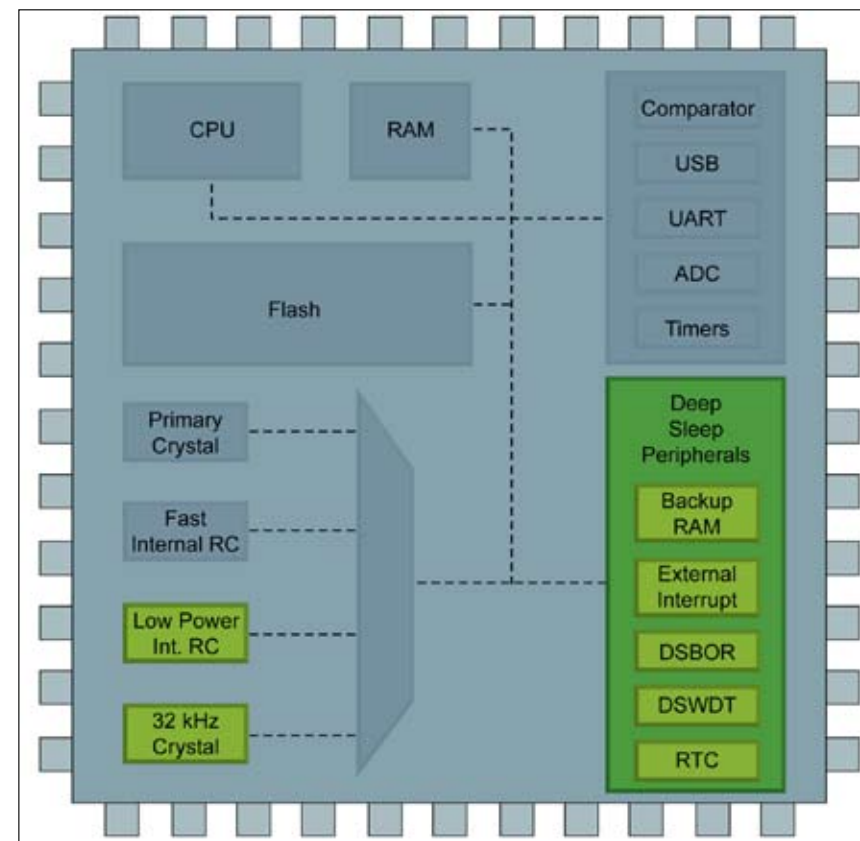 CPU
RAM
Flash
Primary
Crystal
Fast
Internal RC
Low Power
Int. RC
32 kHz
Crystal
Comparator
USB
UART
ADC
Timers
Deep
Sleep
Peripherals
Backup
RAM
External
Interrupt
DSBOR
DSWDT
RTC